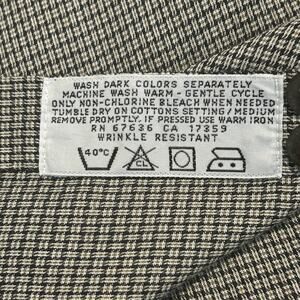 WASH DARK COLORS SEPARATELY
MACHINE WASH WARM - GENTLE CYCLE
ONLY NON-CHLORINE BLEACH WHEN NEEDED
TUMBLE DRY ON COTTONS SETTING/MEDIUM
REMOVE PROMPTLY. IF PRESSED USE WARM IRON
RN 67636 CA 17359
WRINKLE RESISTANT
40°C CL